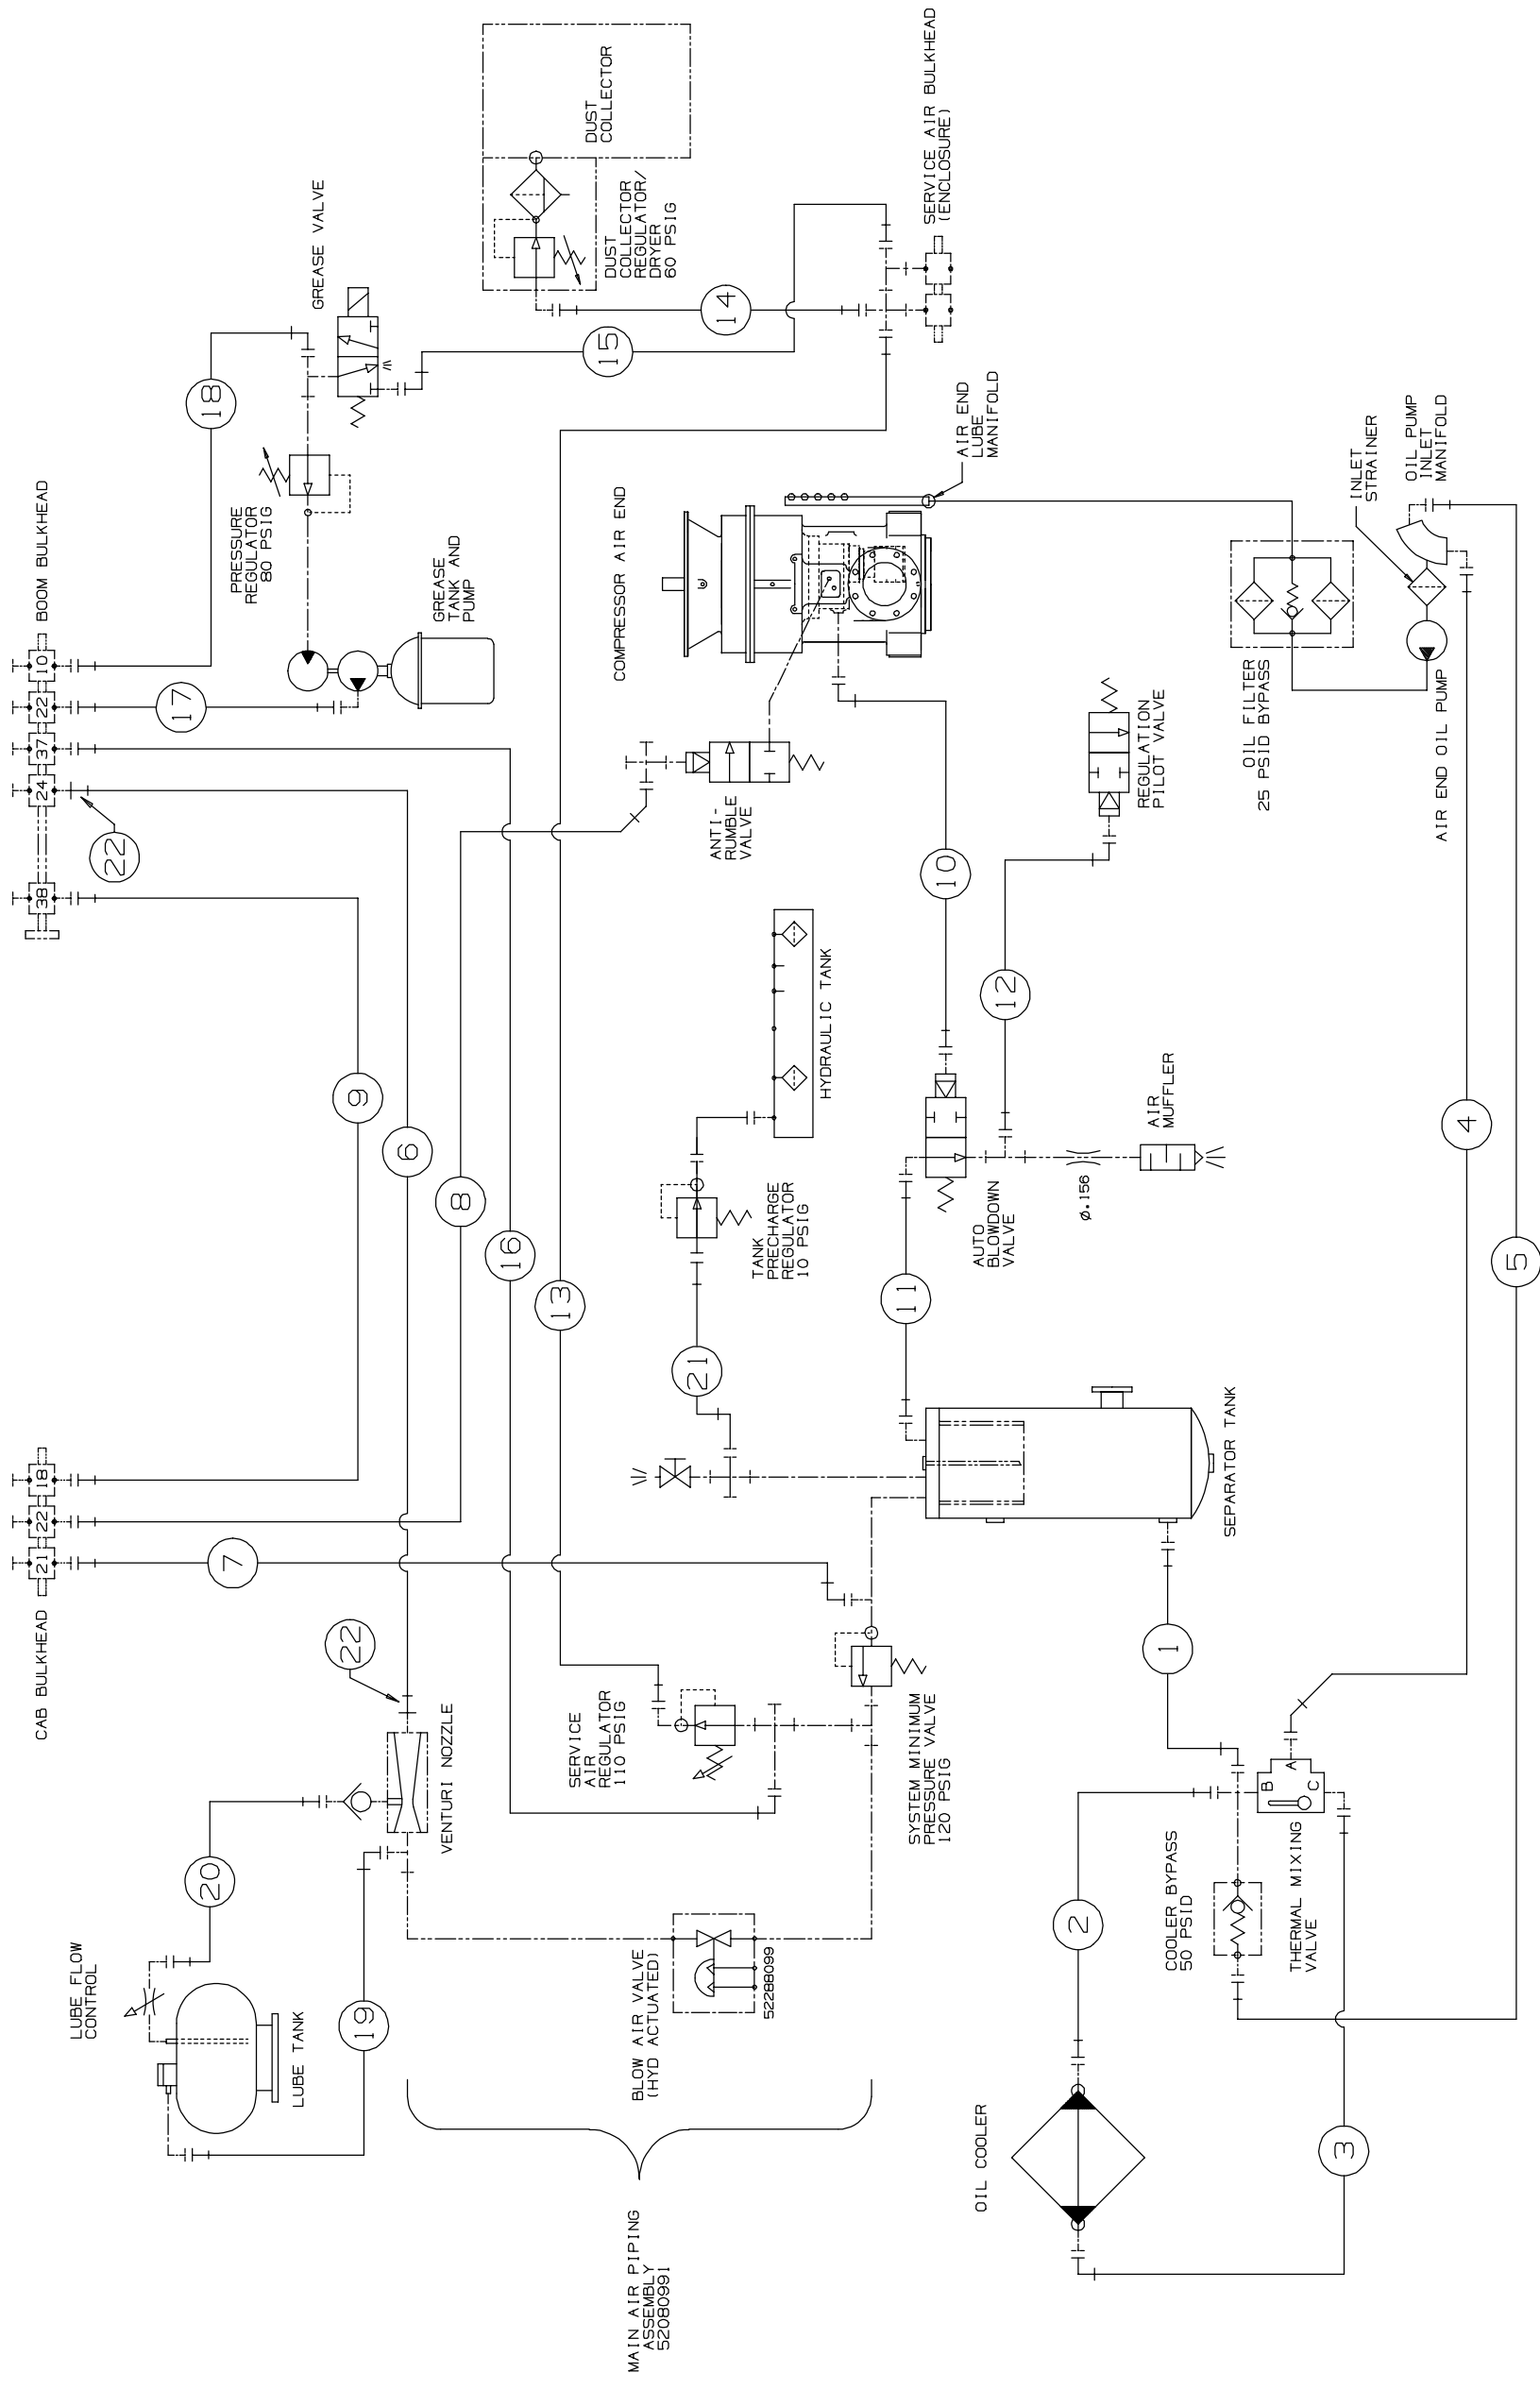 CAB BULKHEAD
21
22
18
BOOM BULKHEAD
38
24
37
22
10
LUBE FLOW
CONTROL
LUBE TANK
20
19
22
VENTURI NOZZLE
7
9
6
8
16
13
22
17
18
PRESSURE
REGULATOR
80 PSIG
GREASE
TANK AND
PUMP
GREASE VALVE
15
14
DUST
COLLECTOR
DUST
COLLECTOR
REGULATOR/
DRYER
60 PSIG
SERVICE AIR BULKHEAD
(ENCLOSURE)
MAIN AIR PIPING
ASSEMBLY
52080991
BLOW AIR VALVE
(HYD ACTUATED)
52288099
SERVICE
AIR
REGULATOR
110 PSIG
SYSTEM MINIMUM
PRESSURE VALVE
120 PSIG
21
TANK
PRECHARGE
REGULATOR
10 PSIG
HYDRAULIC TANK
ANTI-
RUMBLE
VALVE
COMPRESSOR AIR END
AIR END
LUBE
MANIFOLD
11
10
12
AUTO
BLOWDOWN
VALVE
Ø.156
AIR
MUFFLER
REGULATION
PILOT VALVE
SEPARATOR TANK
OIL COOLER
2
3
1
COOLER BYPASS
50 PSID
THERMAL MIXING
VALVE
B
A
C
OIL FILTER
25 PSID BYPASS
INLET
STRAINER
OIL PUMP
INLET
MANIFOLD
AIR END OIL PUMP
4
5